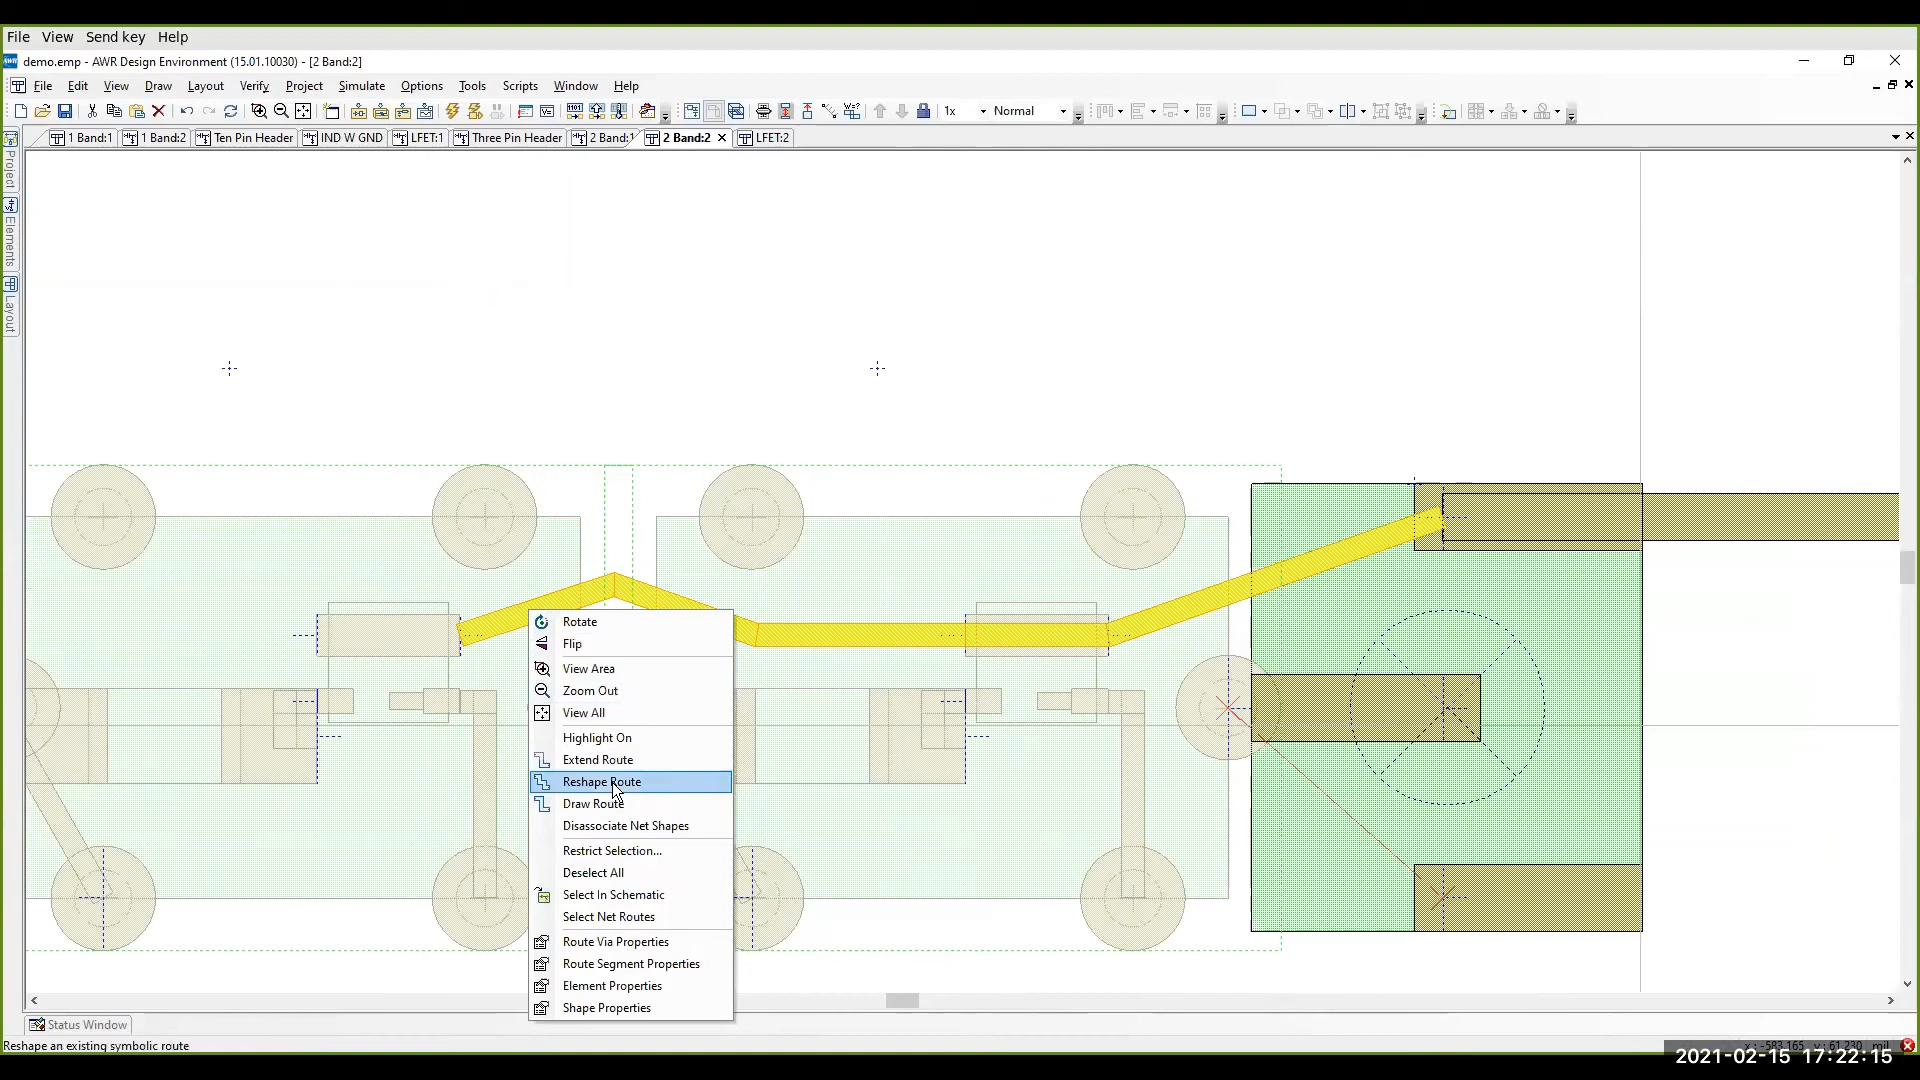 File View Send key Help
demo.emp - AWR Design Environment (15.01.10030) - [2 Band:2]
File Edit View Draw Layout Verify Project Simulate Options Tools Scripts Window Help
1x Normal
1 Band:1 1 Band:2 Ten Pin Header IND W GND LFET:1 Three Pin Header 2 Band:1 2 Band:2 LFET:2
Project
Elements
Layout
Rotate
Flip
View Area
Zoom Out
View All
Highlight On
Extend Route
Reshape Route
Draw Route
Disassociate Net Shapes
Restrict Selection...
Deselect All
Select In Schematic
Select Net Routes
Route Via Properties
Route Segment Properties
Element Properties
Shape Properties
Status Window
Reshape an existing symbolic route
x: -583.165 y: 61.230 mil
2021-02-15 17:22:15